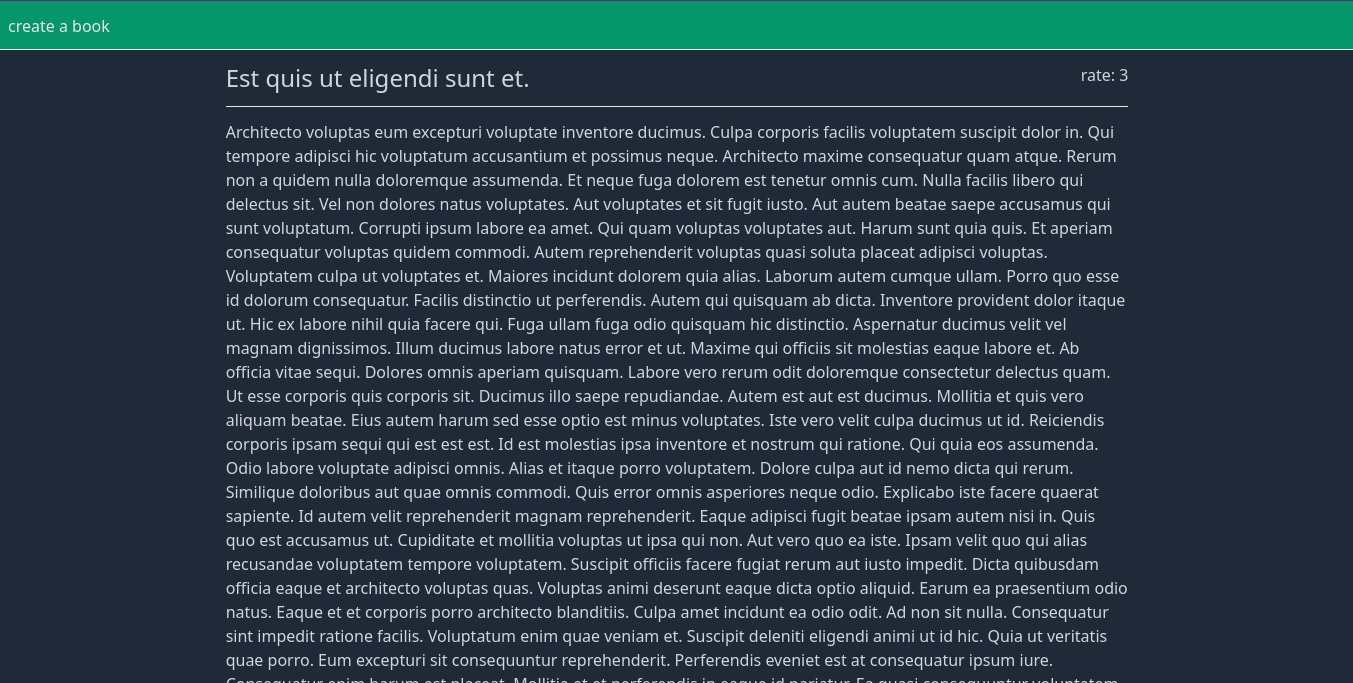 create a book
Est quis ut eligendi sunt et.
rate: 3
Architecto voluptas eum excepturi voluptate inventore ducimus. Culpa corporis facilis voluptatem suscipit dolor in. Qui
tempore adipisci hic voluptatum accusantium et possimus neque. Architecto maxime consequatur quam atque. Rerum
non a quidem nulla doloremque assumenda. Et neque fuga dolorem est tenetur omnis cum. Nulla facilis libero qui
delectus sit. Vel non dolores natus voluptates. Aut voluptates et sit fugit iusto. Aut autem beatae saepe accusamus qui
sunt voluptatum. Corrupti ipsum labore ea amet. Qui quam voluptas voluptates aut. Harum sunt quia quis. Et aperiam
consequatur voluptas quidem commodi. Autem reprehenderit voluptas quasi soluta placeat adipisci voluptas.
Voluptatem culpa ut voluptates et. Maiores incidunt dolorem quia alias. Laborum autem cumque ullam. Porro quo esse
id dolorum consequatur. Facilis distinctio ut perferendis. Autem qui quisquam ab dicta. Inventore provident dolor itaque
ut. Hic ex labore nihil quia facere qui. Fuga ullam fuga odio quisquam hic distinctio. Aspernatur ducimus velit vel
magnam dignissimos. Illum ducimus labore natus error et ut. Maxime qui officiis sit molestias eaque labore et. Ab
officia vitae sequi. Dolores omnis aperiam quisquam. Labore vero rerum odit doloremque consectetur delectus quam.
Ut esse corporis quis corporis sit. Ducimus illo saepe repudiandae. Autem est aut est ducimus. Mollitia et quis vero
aliquam beatae. Eius autem harum sed esse optio est minus voluptates. Iste vero velit culpa ducimus ut id. Reiciendis
corporis ipsam sequi qui est est est. Id est molestias ipsa inventore et nostrum qui ratione. Qui quia eos assumenda.
Odio labore voluptate adipisci omnis. Alias et itaque porro voluptatem. Dolore culpa aut id nemo dicta qui rerum.
Similique doloribus aut quae omnis commodi. Quis error omnis asperiores neque odio. Explicabo iste facere quaerat
sapiente. Id autem velit reprehenderit magnam reprehenderit. Eaque adipisci fugit beatae ipsam autem nisi in. Quis
quo est accusamus ut. Cupiditate et mollitia voluptas ut ipsa qui non. Aut vero quo ea iste. Ipsam velit quo qui alias
recusandae voluptatem tempore voluptatem. Suscipit officiis facere fugiat rerum aut iusto impedit. Dicta quibusdam
officia eaque et architecto voluptas quas. Voluptas animi deserunt eaque dicta optio aliquid. Earum ea praesentium odio
natus. Eaque et et corporis porro architecto blanditiis. Culpa amet incidunt ea odio odit. Ad non sit nulla. Consequatur
sint impedit ratione facilis. Voluptatum enim quae veniam et. Suscipit deleniti eligendi animi ut id hic. Quia ut veritatis
quae porro. Eum excepturi sit consequuntur reprehenderit. Perferendis eveniet est at consequatur ipsum iure.